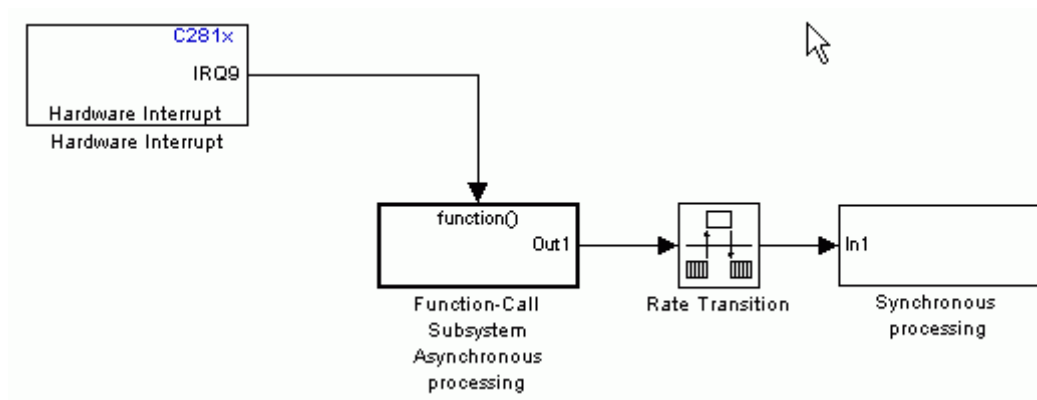 C281x
IRQ9
Hardware Interrupt
Hardware Interrupt
function()
Out1
In1
Function-Call
Subsystem
Asynchronous
processing
Rate Transition
Synchronous
processing